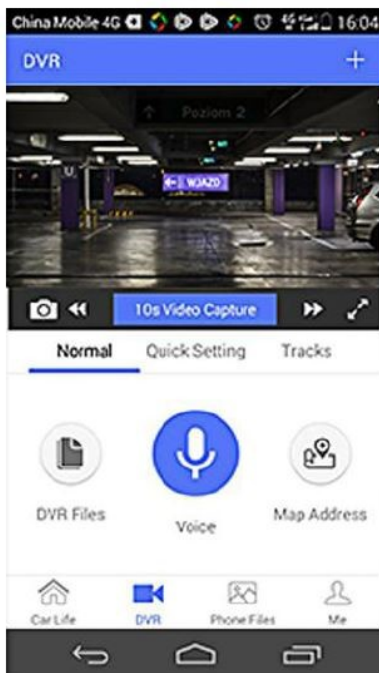 China Mobile 4G 16:04
DVR +
↑ Poziom 2
U
← WJAZD
10s Video Capture
Normal Quick Setting Tracks
DVR Files Voice Map Address
Car Life DVR Phone Files Me